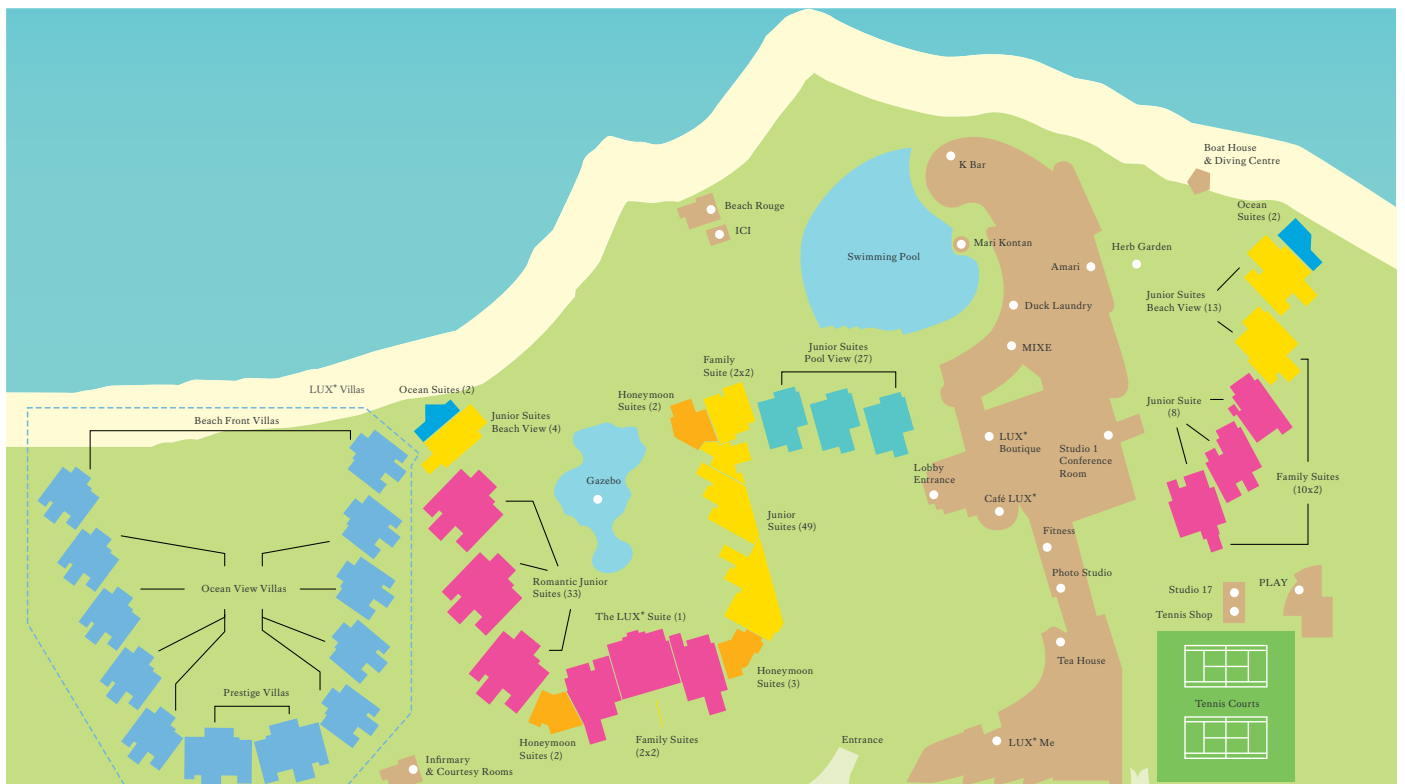 Boat House
& Diving Centre
K Bar
Beach Rouge
ICI
Ocean
Suites (2)
Mari Kontan
Herb Garden
Swimming Pool
Amari
Junior Suites
Beach View (13)
Duck Laundry
MIXE
Junior Suites
Pool View (27)
Family
Suite (2x2)
Honeymoon
Suites (2)
LUX* Villas
Ocean Suites (2)
Beach Front Villas
Junior Suites
Beach View (4)
Junior Suite
(8)
LUX*
Boutique
Studio 1
Conference
Room
Lobby
Entrance
Gazebo
Family Suites
(10x2)
Café LUX*
Junior
Suites (49)
Fitness
Photo Studio
Ocean View Villas
Romantic Junior
Suites (33)
PLAY
Studio 17
Tennis Shop
The LUX* Suite (1)
Tea House
Honeymoon
Suites (3)
Prestige Villas
Tennis Courts
Honeymoon
Suites (2)
Family Suites
(2x2)
Entrance
LUX* Me
Infirmary
& Courtesy Rooms